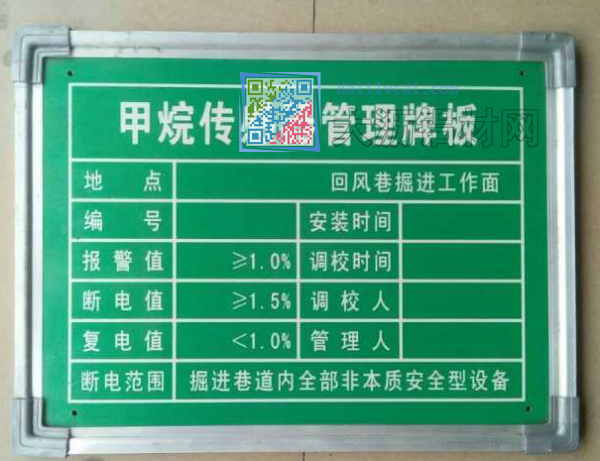 甲烷传 管理牌板
地 点 回风巷掘进工作面
编 号 安装时间
报警值 ≥1.0% 调校时间
断电值 ≥1.5% 调校人
复电值 <1.0% 管理人
断电范围 掘进巷道内全部非本质安全型设备